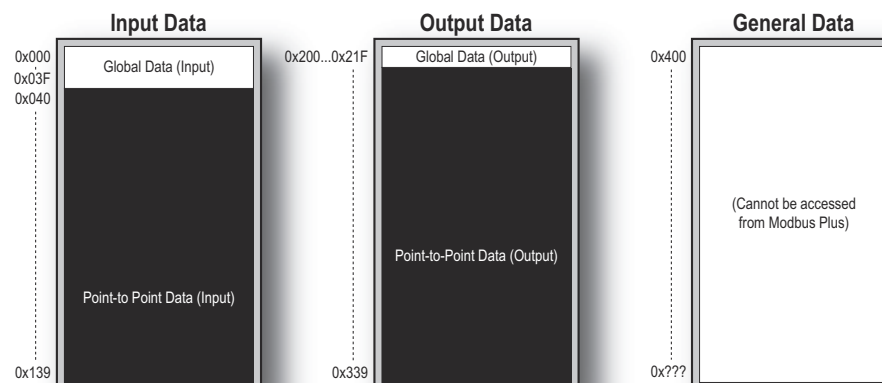 Input Data
0x000
0x03F
0x040
Global Data (Input)
Point-to Point Data (Input)
0x139
Output Data
0x200...0x21F
Global Data (Output)
Point-to-Point Data (Output)
0x339
General Data
0x400
(Cannot be accessed
from Modbus Plus)
0x???